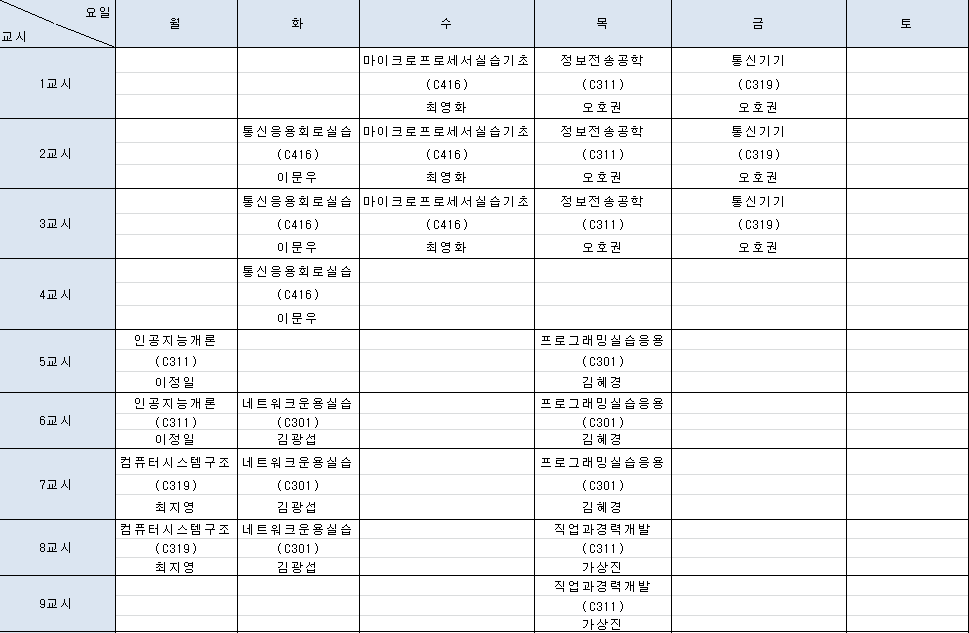 요일
교시
월 화 수 목 금 토
마이크로프로세서실습기초 정보전송공학 통신기기
1교시 (C416) (C311) (C319)
최영화 오호권 오호권
통신응용회로실습 마이크로프로세서실습기초 정보전송공학 통신기기
2교시 (C416) (C416) (C311) (C319)
이문우 최영화 오호권 오호권
통신응용회로실습 마이크로프로세서실습기초 정보전송공학 통신기기
3교시 (C416) (C416) (C311) (C319)
이문우 최영화 오호권 오호권
통신응용회로실습
4교시 (C416)
이문우
인공지능개론 프로그래밍실습응용
5교시 (C311) (C301)
이정일 김혜경
인공지능개론 네트워크운용실습 프로그래밍실습응용
6교시 (C311) (C301) (C301)
이정일 김광섭 김혜경
컴퓨터시스템구조 네트워크운용실습 프로그래밍실습응용
7교시 (C319) (C301) (C301)
최지영 김광섭 김혜경
컴퓨터시스템구조 네트워크운용실습 직업과경력개발
8교시 (C319) (C301) (C311)
최지영 김광섭 가상진
직업과경력개발
9교시 (C311)
가상진